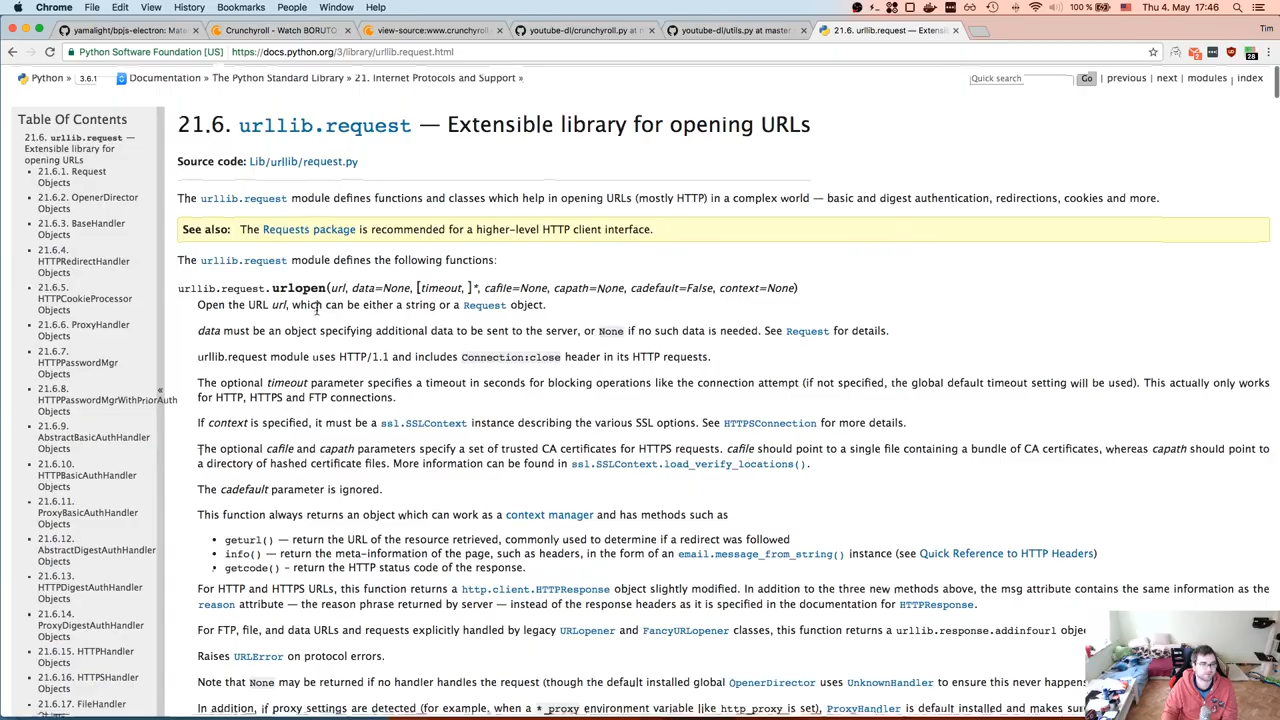 Chrome File Edit View History Bookmarks People Window Help 100 % Thu 4. May 17:46
yamalight/bpjs-electron: Mate × Crunchyroll - Watch BORUTO × view-source:www.crunchyroll. × youtube-dl/crunchyroll.py at m × youtube-dl/utils.py at master × 21.6. urllib.request — Extensib × Tim
Python Software Foundation [US] https://docs.python.org/3/library/urllib.request.html
Python » 3.6.1 Documentation » The Python Standard Library » 21. Internet Protocols and Support » Quick search Go previous | next | modules | index
Table Of Contents
21.6. urllib.request —
Extensible library for
opening URLs
21.6.1. Request
Objects
21.6.2. OpenerDirector
Objects
21.6.3. BaseHandler
Objects
21.6.4.
HTTPRedirectHandler
Objects
21.6.5.
HTTPCookieProcessor
Objects
21.6.6. ProxyHandler
Objects
21.6.7.
HTTPPasswordMgr
Objects
21.6.8.
HTTPPasswordMgrWithPriorAuth
Objects
21.6.9.
AbstractBasicAuthHandler
Objects
21.6.10.
HTTPBasicAuthHandler
Objects
21.6.11.
ProxyBasicAuthHandler
Objects
21.6.12.
AbstractDigestAuthHandler
Objects
21.6.13.
HTTPDigestAuthHandler
Objects
21.6.14.
ProxyDigestAuthHandler
Objects
21.6.15. HTTPHandler
Objects
21.6.16. HTTPSHandler
Objects
21.6.17. FileHandler
21.6. urllib.request — Extensible library for opening URLs
Source code: Lib/urllib/request.py
The urllib.request module defines functions and classes which help in opening URLs (mostly HTTP) in a complex world — basic and digest authentication, redirections, cookies and more.
See also: The Requests package is recommended for a higher-level HTTP client interface.
The urllib.request module defines the following functions:
urllib.request.urlopen(url, data=None, [timeout, ]*, cafile=None, capath=None, cadefault=False, context=None)
Open the URL url, which can be either a string or a Request object.
data must be an object specifying additional data to be sent to the server, or None if no such data is needed. See Request for details.
urllib.request module uses HTTP/1.1 and includes Connection:close header in its HTTP requests.
The optional timeout parameter specifies a timeout in seconds for blocking operations like the connection attempt (if not specified, the global default timeout setting will be used). This actually only works
for HTTP, HTTPS and FTP connections.
If context is specified, it must be a ssl.SSLContext instance describing the various SSL options. See HTTPSConnection for more details.
The optional cafile and capath parameters specify a set of trusted CA certificates for HTTPS requests. cafile should point to a single file containing a bundle of CA certificates, whereas capath should point to
a directory of hashed certificate files. More information can be found in ssl.SSLContext.load_verify_locations().
The cadefault parameter is ignored.
This function always returns an object which can work as a context manager and has methods such as
geturl() — return the URL of the resource retrieved, commonly used to determine if a redirect was followed
info() — return the meta-information of the page, such as headers, in the form of an email.message_from_string() instance (see Quick Reference to HTTP Headers)
getcode() – return the HTTP status code of the response.
For HTTP and HTTPS URLs, this function returns a http.client.HTTPResponse object slightly modified. In addition to the three new methods above, the msg attribute contains the same information as the
reason attribute — the reason phrase returned by server — instead of the response headers as it is specified in the documentation for HTTPResponse.
For FTP, file, and data URLs and requests explicitly handled by legacy URLopener and FancyURLopener classes, this function returns a urllib.response.addinfourl objec
Raises URLError on protocol errors.
Note that None may be returned if no handler handles the request (though the default installed global OpenerDirector uses UnknownHandler to ensure this never happens
In addition, if proxy settings are detected (for example, when a *_proxy environment variable like http_proxy is set), ProxyHandler is default installed and makes sur